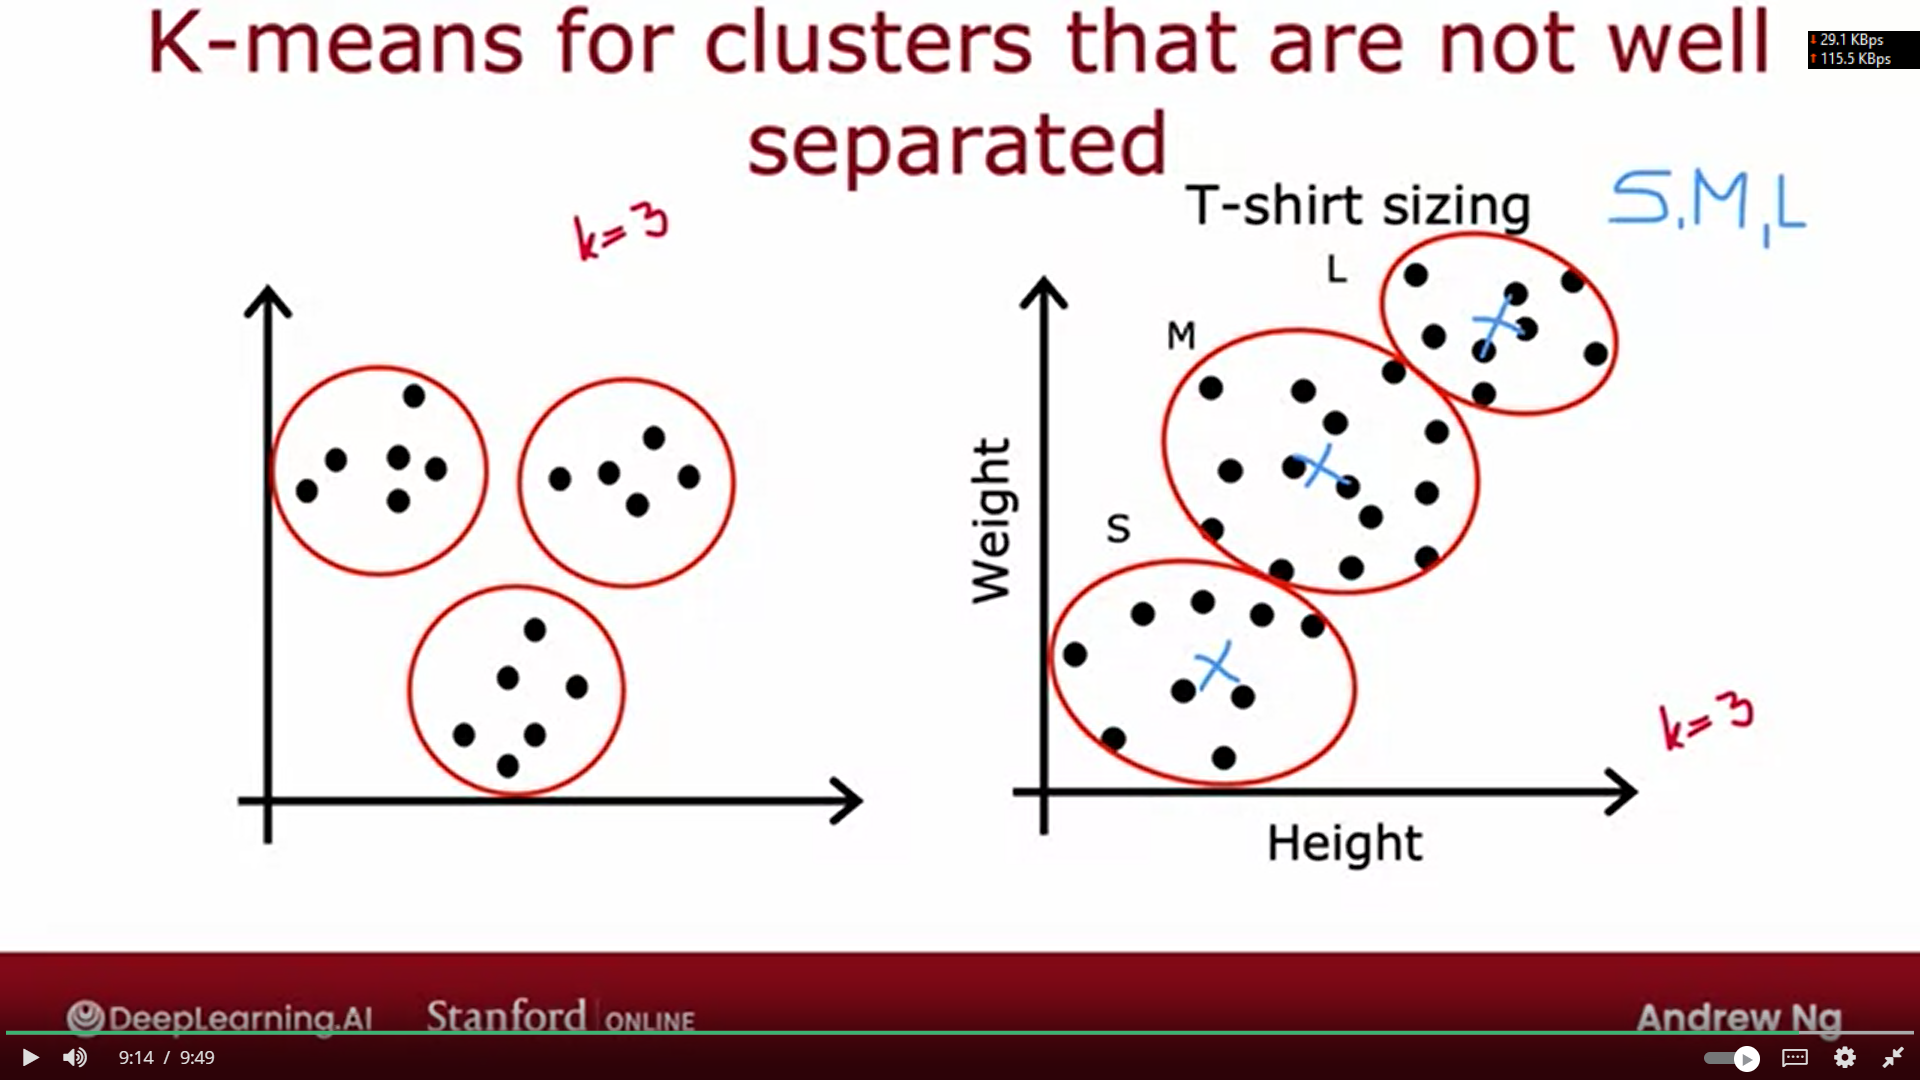 K-means for clusters that are not well
separated
↓ 29.1 KBps
↑ 115.5 KBps
k=3
T-shirt sizing
S,M,L
L
M
S
Weight
k=3
Height
DeepLearning.AI
Stanford | ONLINE
Andrew Ng
9:14 / 9:49